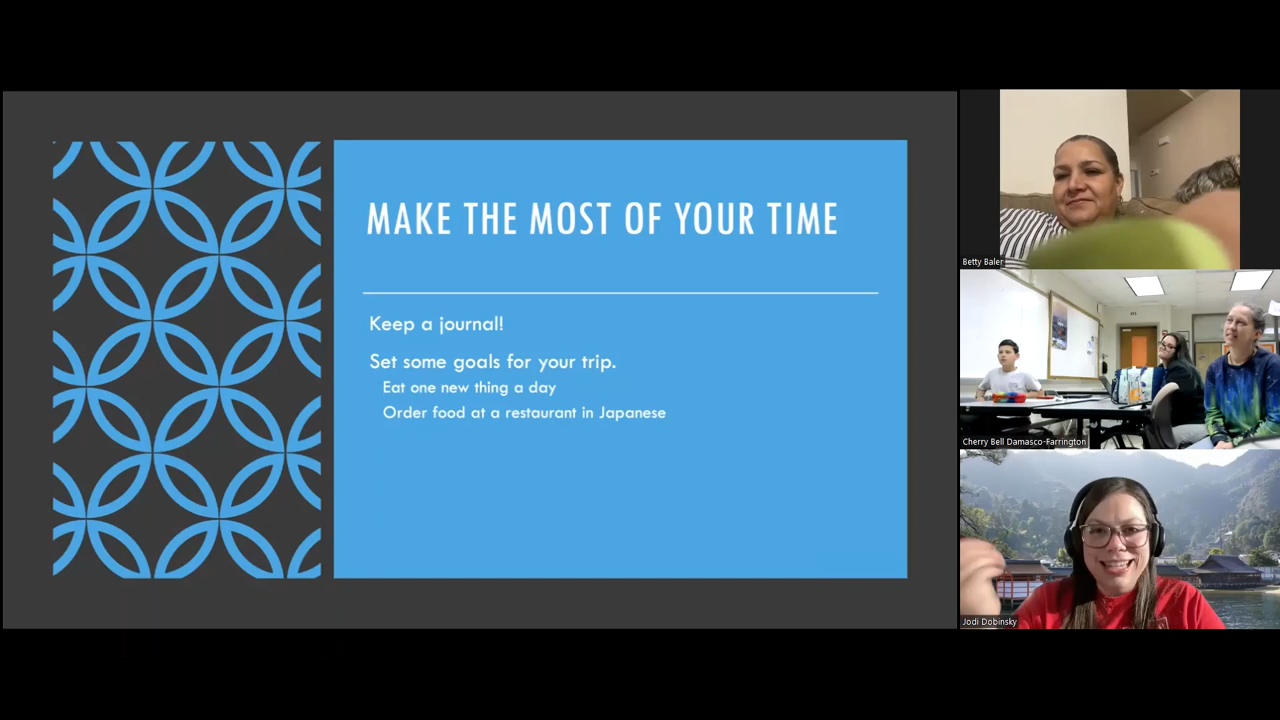 MAKE THE MOST OF YOUR TIME
Keep a journal!
Set some goals for your trip.
Eat one new thing a day
Order food at a restaurant in Japanese
Betty Baler
Cherry Bell Damasco-Farrington
Jodi Dobinsky